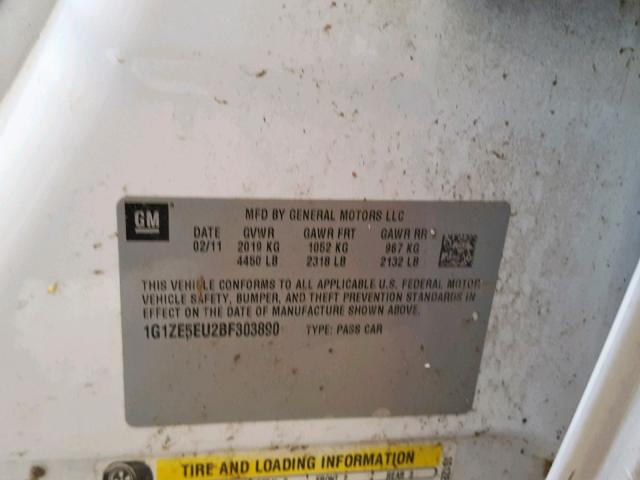 GM
MFD BY GENERAL MOTORS LLC
DATE GVWR GAWR FRT GAWR RR
02/11 2019 KG 1052 KG 967 KG
4450 LB 2318 LB 2132 LB
THIS VEHICLE CONFORMS TO ALL APPLICABLE U.S. FEDERAL MOTOR
VEHICLE SAFETY, BUMPER, AND THEFT PREVENTION STANDARDS IN
EFFECT ON THE DATE OF MANUFACTURE SHOWN ABOVE.
1G1ZE5EU2BF303890 TYPE: PASS CAR
TIRE AND LOADING INFORMATION